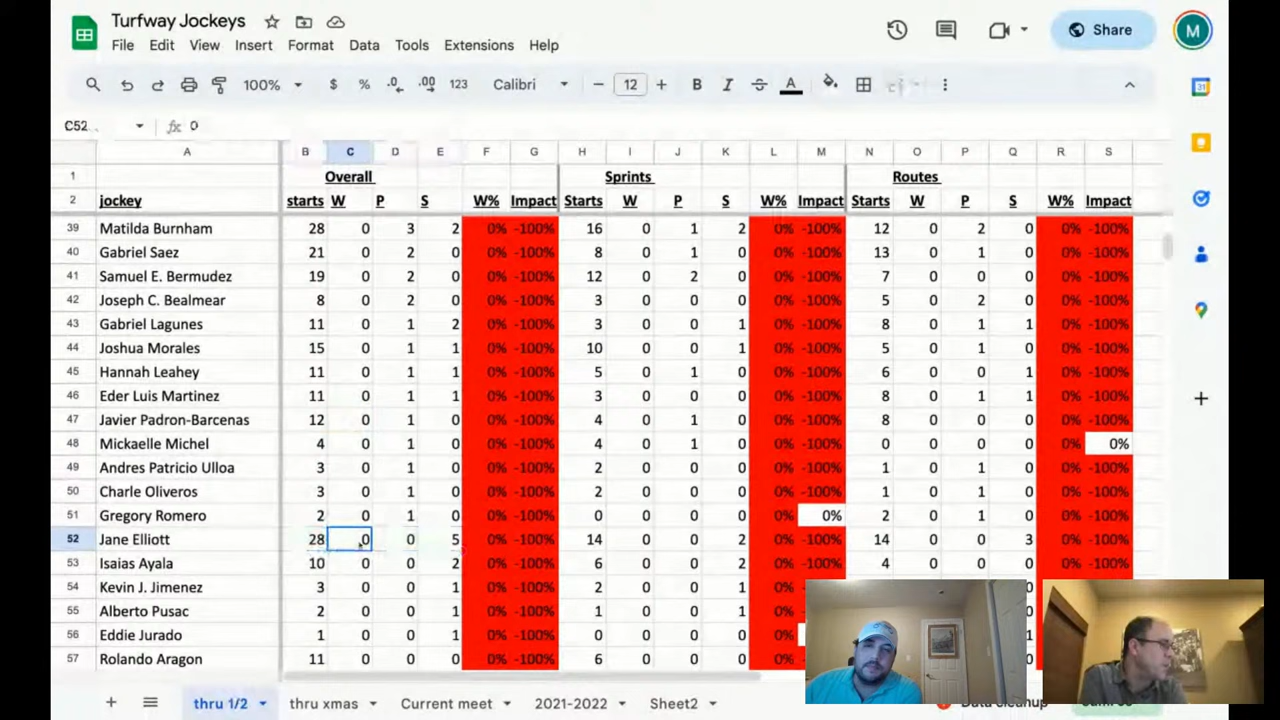 Turfway Jockeys
File Edit View Insert Format Data Tools Extensions Help
Share
M
100% $ % .0 .00 123 Calibri 12 B I A
C52 fx 0
A B C D E F G H I J K L M N O P Q R S
1 Overall Sprints Routes
2 jockey starts W P S W% Impact Starts W P S W% Impact Starts W P S W% Impact
39 Matilda Burnham 28 0 3 2 0% -100% 16 0 1 2 0% -100% 12 0 2 0 0% -100%
40 Gabriel Saez 21 0 2 0 0% -100% 8 0 1 0 0% -100% 13 0 1 0 0% -100%
41 Samuel E. Bermudez 19 0 2 0 0% -100% 12 0 2 0 0% -100% 7 0 0 0 0% -100%
42 Joseph C. Bealmear 8 0 2 0 0% -100% 3 0 0 0 0% -100% 5 0 2 0 0% -100%
43 Gabriel Lagunes 11 0 1 2 0% -100% 3 0 0 1 0% -100% 8 0 1 1 0% -100%
44 Joshua Morales 15 0 1 1 0% -100% 10 0 0 1 0% -100% 5 0 1 0 0% -100%
45 Hannah Leahey 11 0 1 1 0% -100% 5 0 1 0 0% -100% 6 0 0 1 0% -100%
46 Eder Luis Martinez 11 0 1 1 0% -100% 3 0 0 0 0% -100% 8 0 1 1 0% -100%
47 Javier Padron-Barcenas 12 0 1 0 0% -100% 4 0 1 0 0% -100% 8 0 0 0 0% -100%
48 Mickaelle Michel 4 0 1 0 0% -100% 4 0 1 0 0% -100% 0 0 0 0 0% 0%
49 Andres Patricio Ulloa 3 0 1 0 0% -100% 2 0 0 0 0% -100% 1 0 1 0 0% -100%
50 Charle Oliveros 3 0 1 0 0% -100% 2 0 0 0 0% -100% 1 0 1 0 0% -100%
51 Gregory Romero 2 0 1 0 0% -100% 0 0 0 0 0% 0% 2 0 1 0 0% -100%
52 Jane Elliott 28 0 0 5 0% -100% 14 0 0 2 0% -100% 14 0 0 3 0% -100%
53 Isaias Ayala 10 0 0 2 0% -100% 6 0 0 2 0% -100% 4 0 0 0 0% -100%
54 Kevin J. Jimenez 3 0 0 1 0% -100% 2 0 0 1 0%
55 Alberto Pusac 2 0 0 1 0% -100% 1 0 0 1 0%
56 Eddie Jurado 1 0 0 1 0% -100% 0 0 0 0 0%
57 Rolando Aragon 11 0 0 0 0% -100% 6 0 0 0 0%
thru 1/2 thru xmas Current meet 2021-2022 Sheet2